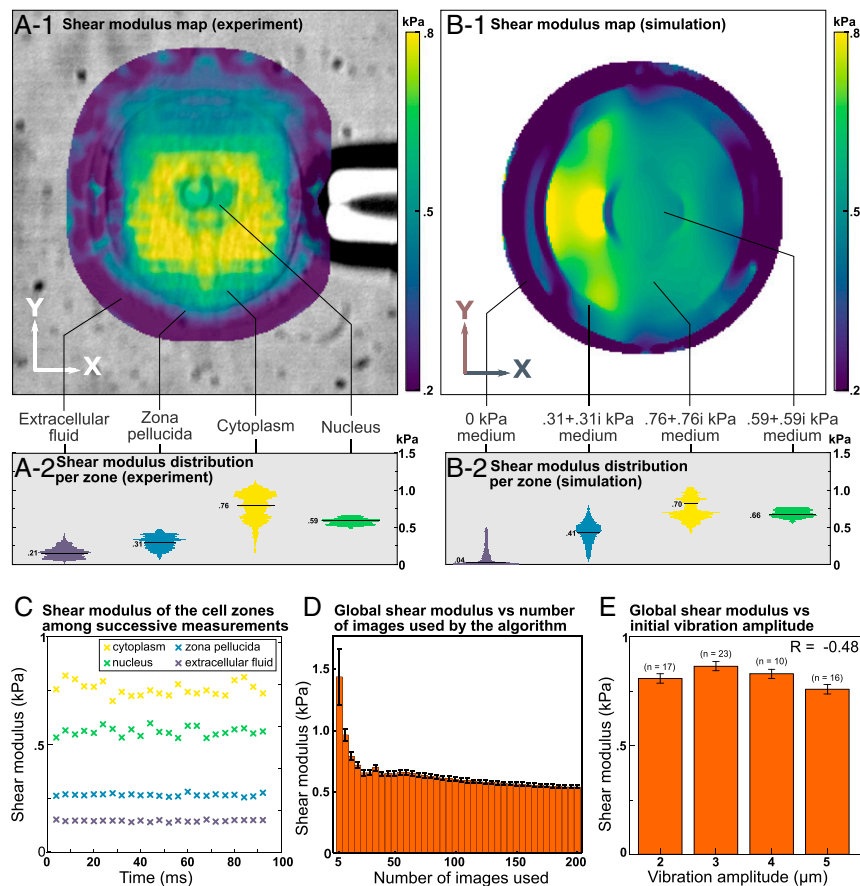 A-1 Shear modulus map (experiment)
kPa
.8
.5
.2
Y
X
B-1 Shear modulus map (simulation)
kPa
.8
.5
.2
Y
X
Extracellular fluid
Zona pellucida
Cytoplasm
Nucleus
0 kPa medium
.31+.31i kPa medium
.76+.76i kPa medium
.59+.59i kPa medium
A-2 Shear modulus distribution per zone (experiment)
kPa
1.5
1.0
0.5
0
.21
.31
.76
.59
B-2 Shear modulus distribution per zone (simulation)
kPa
1.5
1.0
0.5
0
.04
.41
.70
.66
C Shear modulus of the cell zones
among successive measurements
cytoplasm
zona pellucida
nucleus
extracellular fluid
Shear modulus (kPa)
1
.5
0
0 20 40 60 80 100
Time (ms)
D Global shear modulus vs number
of images used by the algorithm
Shear modulus (kPa)
1.5
1.0
0.5
0
5 50 100 150 200
Number of images used
E Global shear modulus vs
initial vibration amplitude
R = -0.48
(n = 17)
(n = 23)
(n = 10)
(n = 16)
Shear modulus (kPa)
1
.5
0
2 3 4 5
Vibration amplitude (μm)